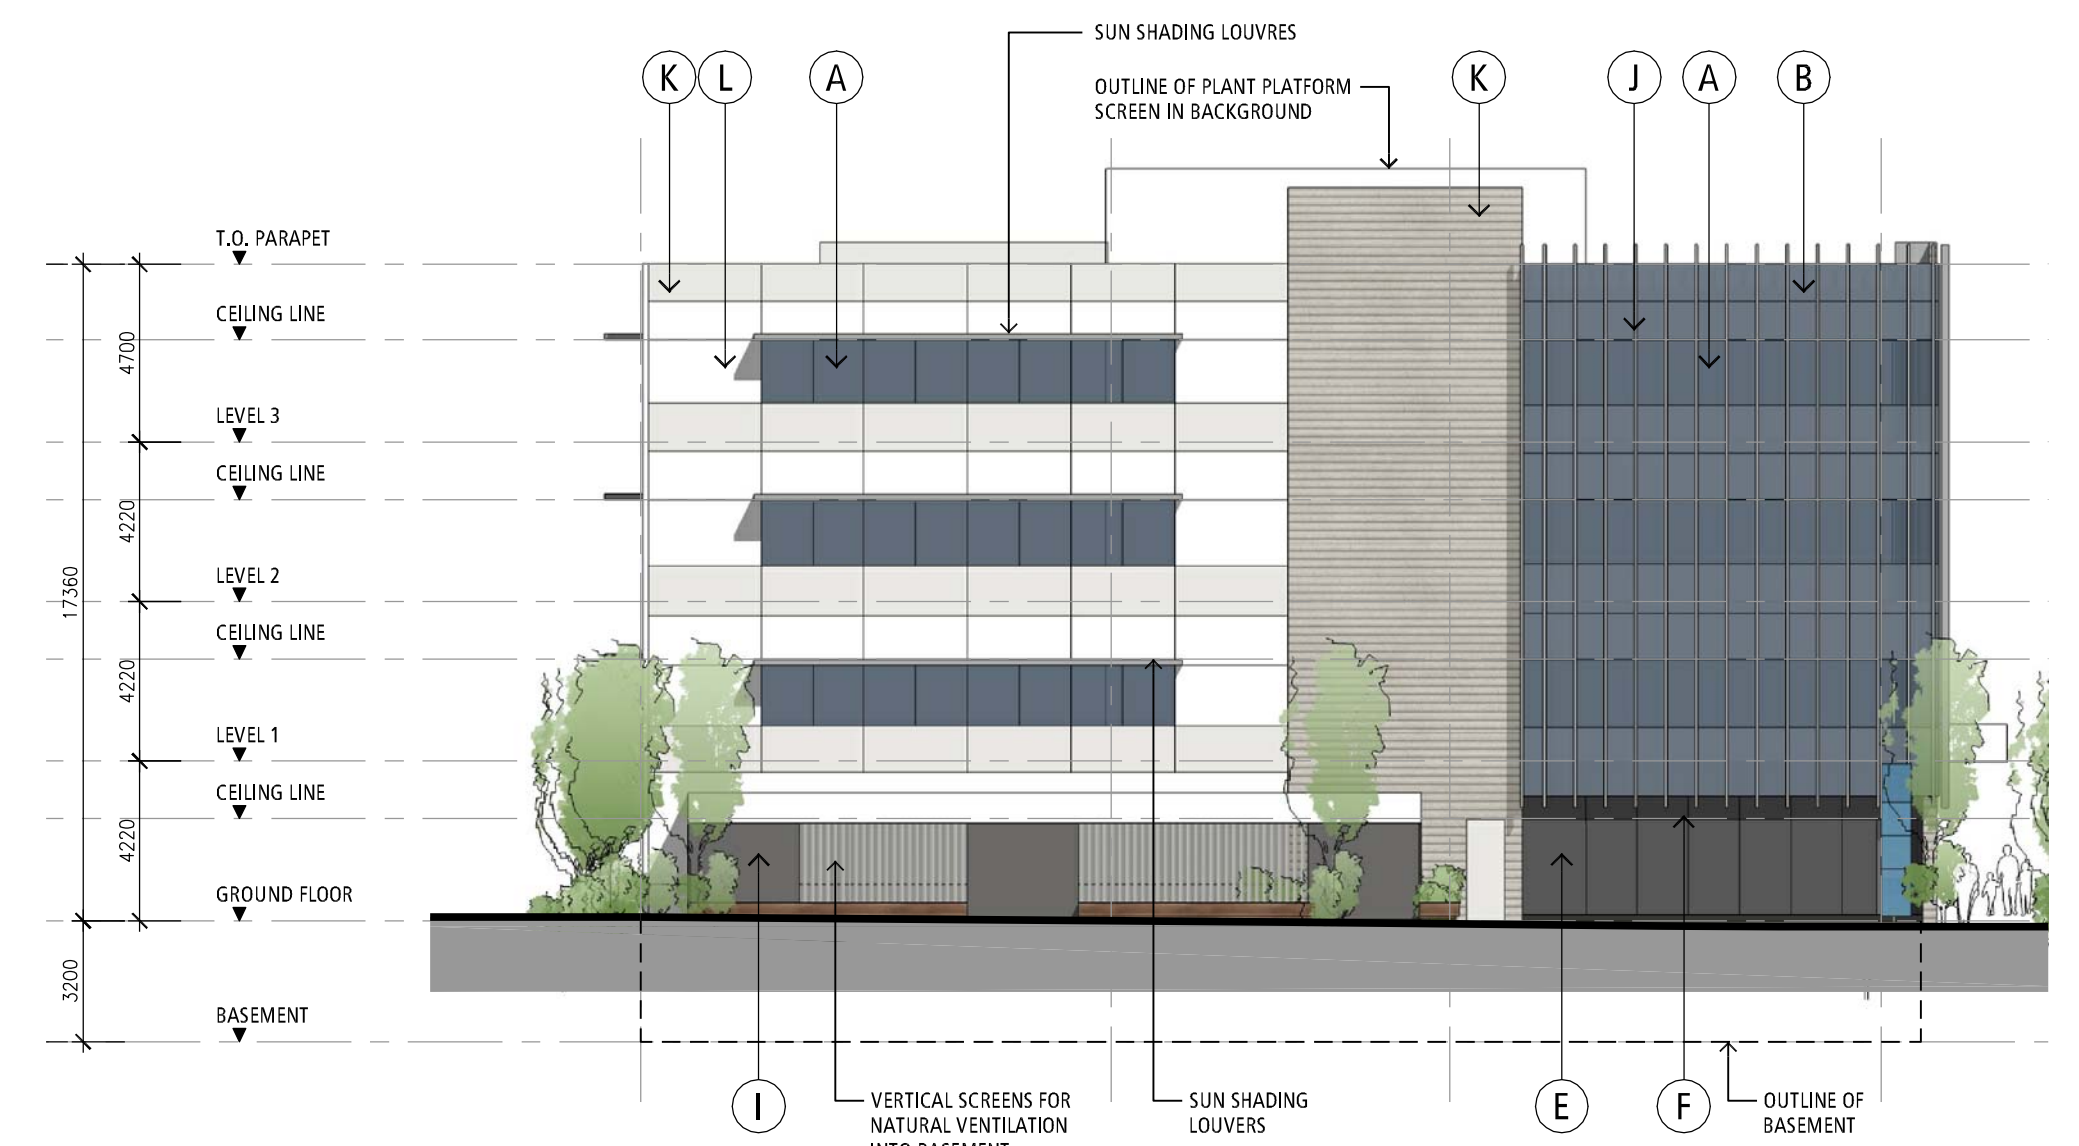 SUN SHADING LOUVRES
K L A K J A B
OUTLINE OF PLANT PLATFORM
SCREEN IN BACKGROUND
T.O. PARAPET
CEILING LINE
4700
LEVEL 3
CEILING LINE
4220
LEVEL 2
17360
CEILING LINE
4220
LEVEL 1
CEILING LINE
4220
GROUND FLOOR
3200
BASEMENT
I
VERTICAL SCREENS FOR
NATURAL VENTILATION
INTO BASEMENT
SUN SHADING
LOUVERS
E F
OUTLINE OF
BASEMENT